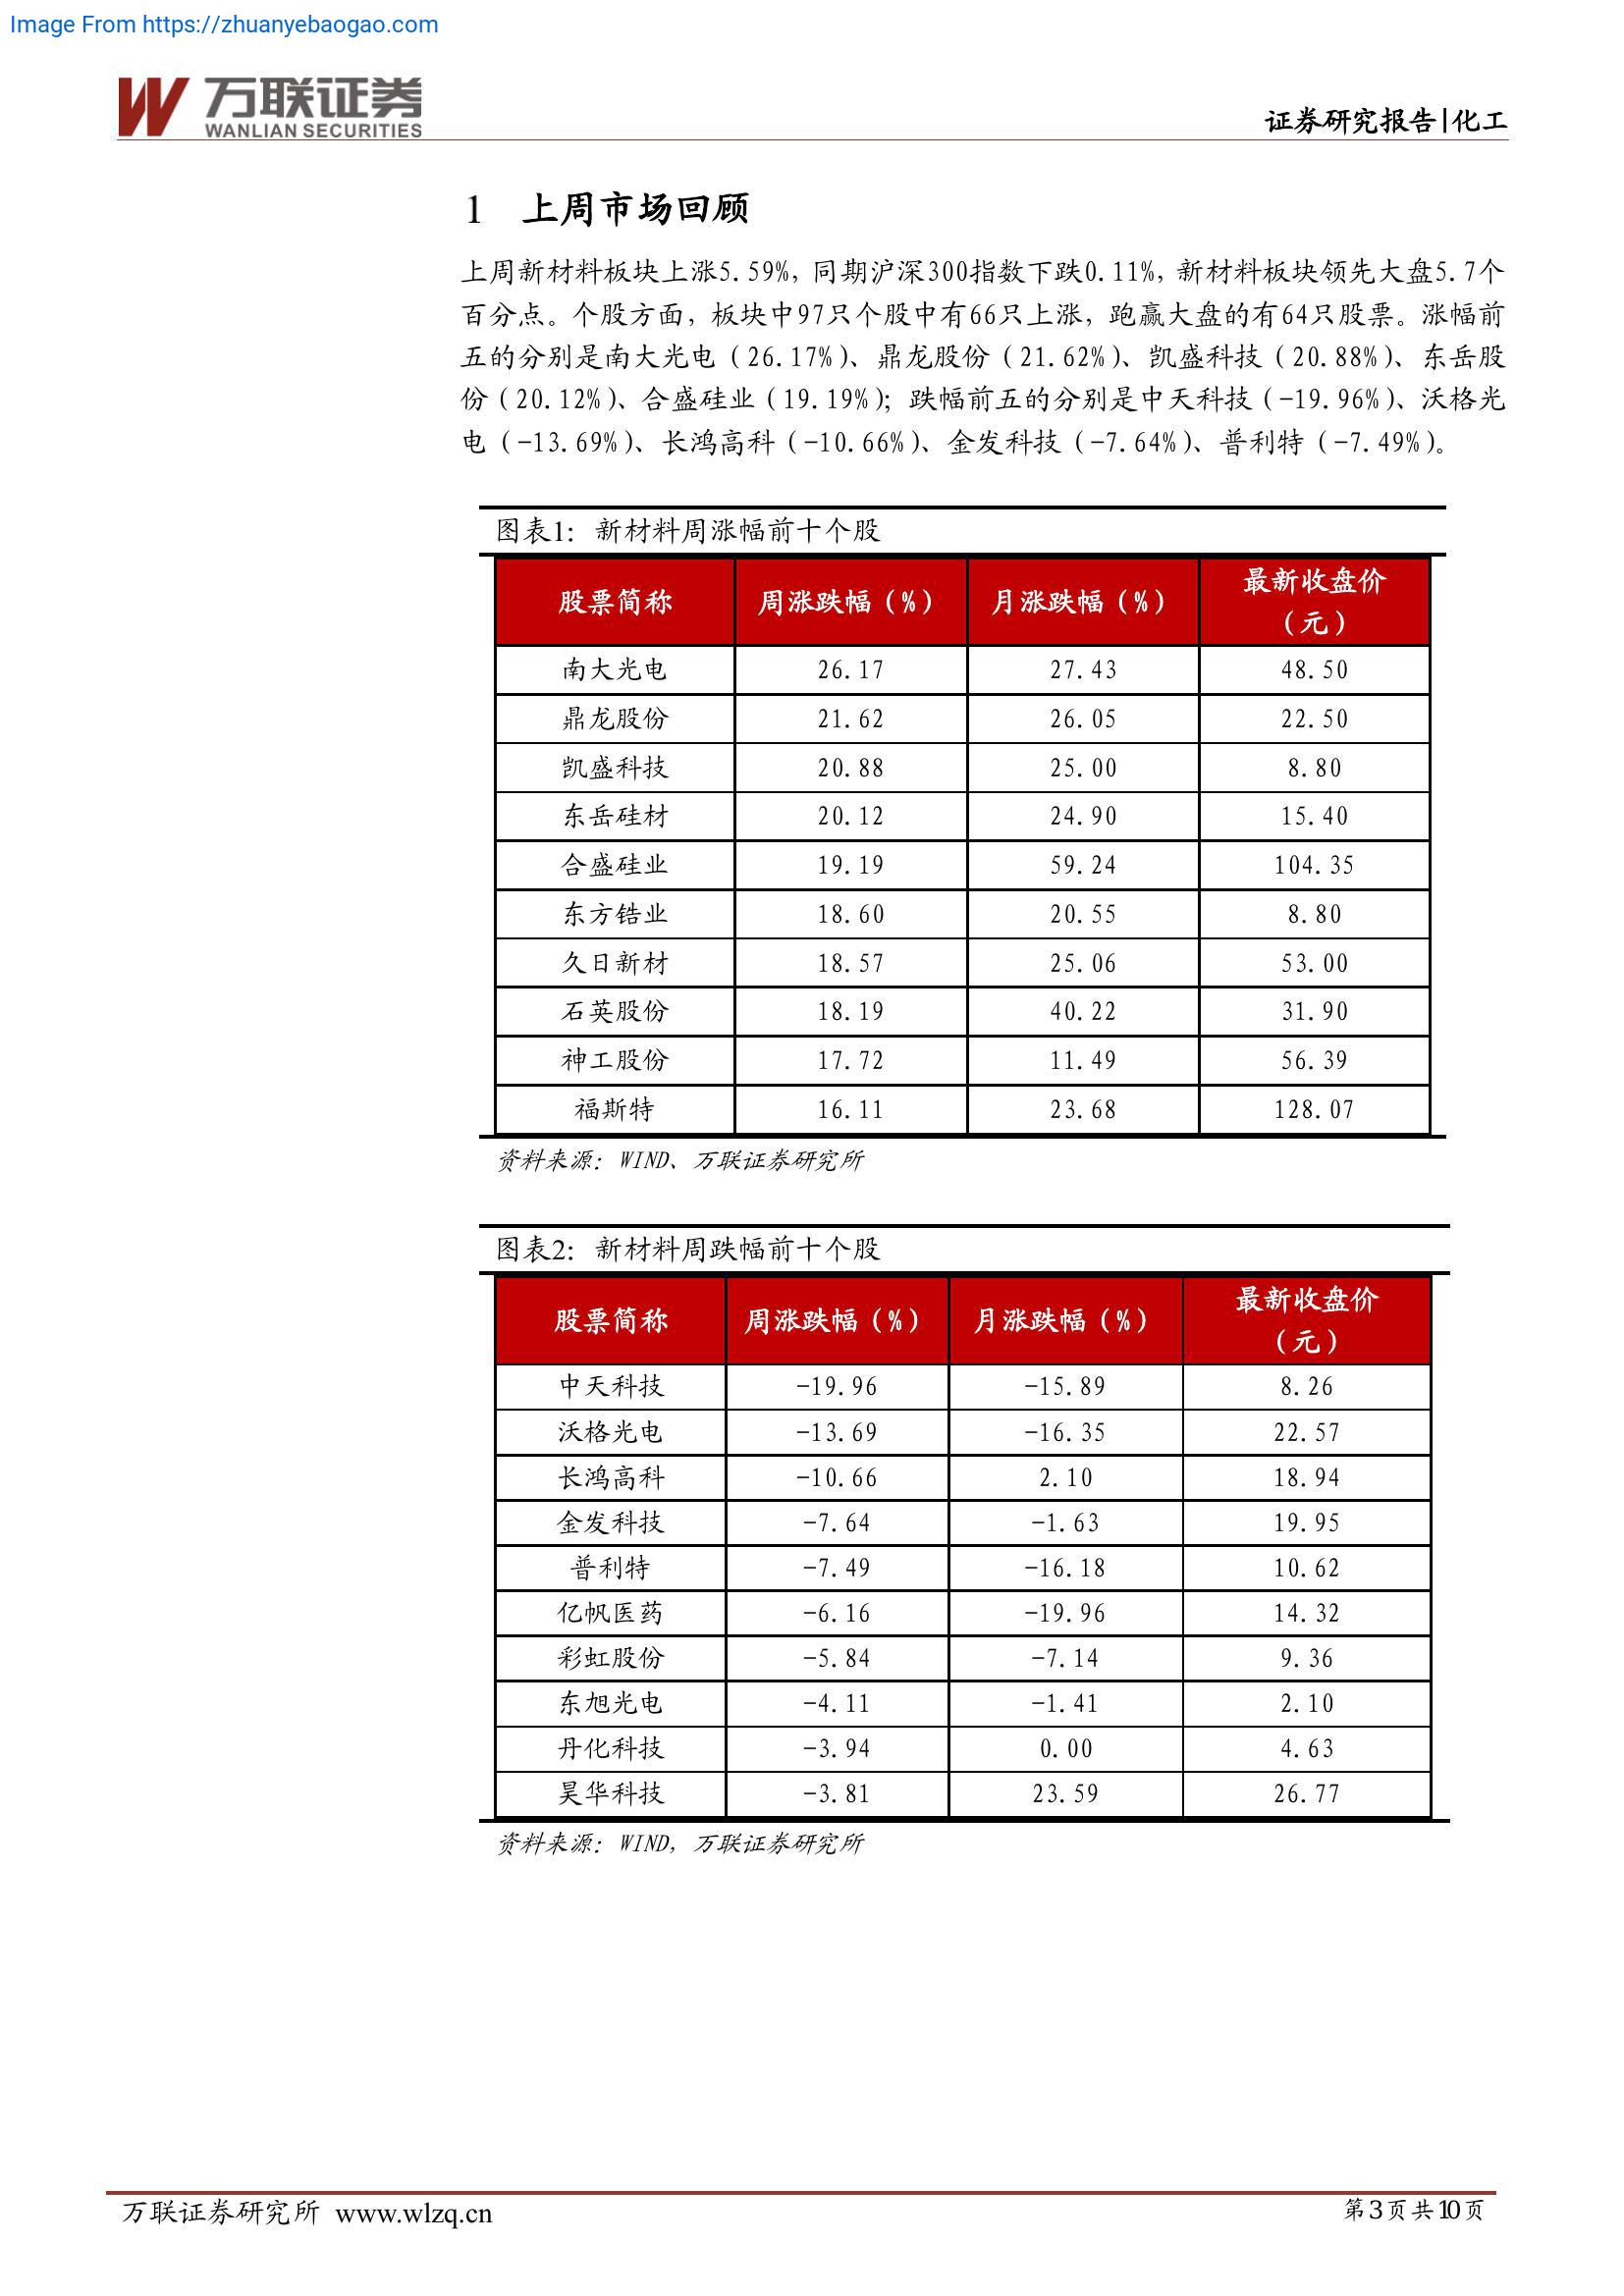 Image From https://zhuanyebaogao.com
万联证券
WANLIAN SECURITIES
证券研究报告|化工
1 上周市场回顾
上周新材料板块上涨5.59%,同期沪深300指数下跌0.11%,新材料板块领先大盘5.7个
百分点。个股方面,板块中97只个股中有66只上涨,跑赢大盘的有64只股票。涨幅前
五的分别是南大光电（26.17%）、鼎龙股份（21.62%）、凯盛科技（20.88%）、东岳股
份（20.12%）、合盛硅业（19.19%）；跌幅前五的分别是中天科技（-19.96%）、沃格光
电（-13.69%）、长鸿高科（-10.66%）、金发科技（-7.64%）、普利特（-7.49%）。
图表1：新材料周涨幅前十个股
股票简称 周涨跌幅（%） 月涨跌幅（%） 最新收盘价（元）
南大光电 26.17 27.43 48.50
鼎龙股份 21.62 26.05 22.50
凯盛科技 20.88 25.00 8.80
东岳硅材 20.12 24.90 15.40
合盛硅业 19.19 59.24 104.35
东方锆业 18.60 20.55 8.80
久日新材 18.57 25.06 53.00
石英股份 18.19 40.22 31.90
神工股份 17.72 11.49 56.39
福斯特 16.11 23.68 128.07
资料来源：WIND、万联证券研究所
图表2：新材料周跌幅前十个股
股票简称 周涨跌幅（%） 月涨跌幅（%） 最新收盘价（元）
中天科技 -19.96 -15.89 8.26
沃格光电 -13.69 -16.35 22.57
长鸿高科 -10.66 2.10 18.94
金发科技 -7.64 -1.63 19.95
普利特 -7.49 -16.18 10.62
亿帆医药 -6.16 -19.96 14.32
彩虹股份 -5.84 -7.14 9.36
东旭光电 -4.11 -1.41 2.10
丹化科技 -3.94 0.00 4.63
昊华科技 -3.81 23.59 26.77
资料来源：WIND，万联证券研究所
万联证券研究所 www.wlzq.cn
第3页共10页